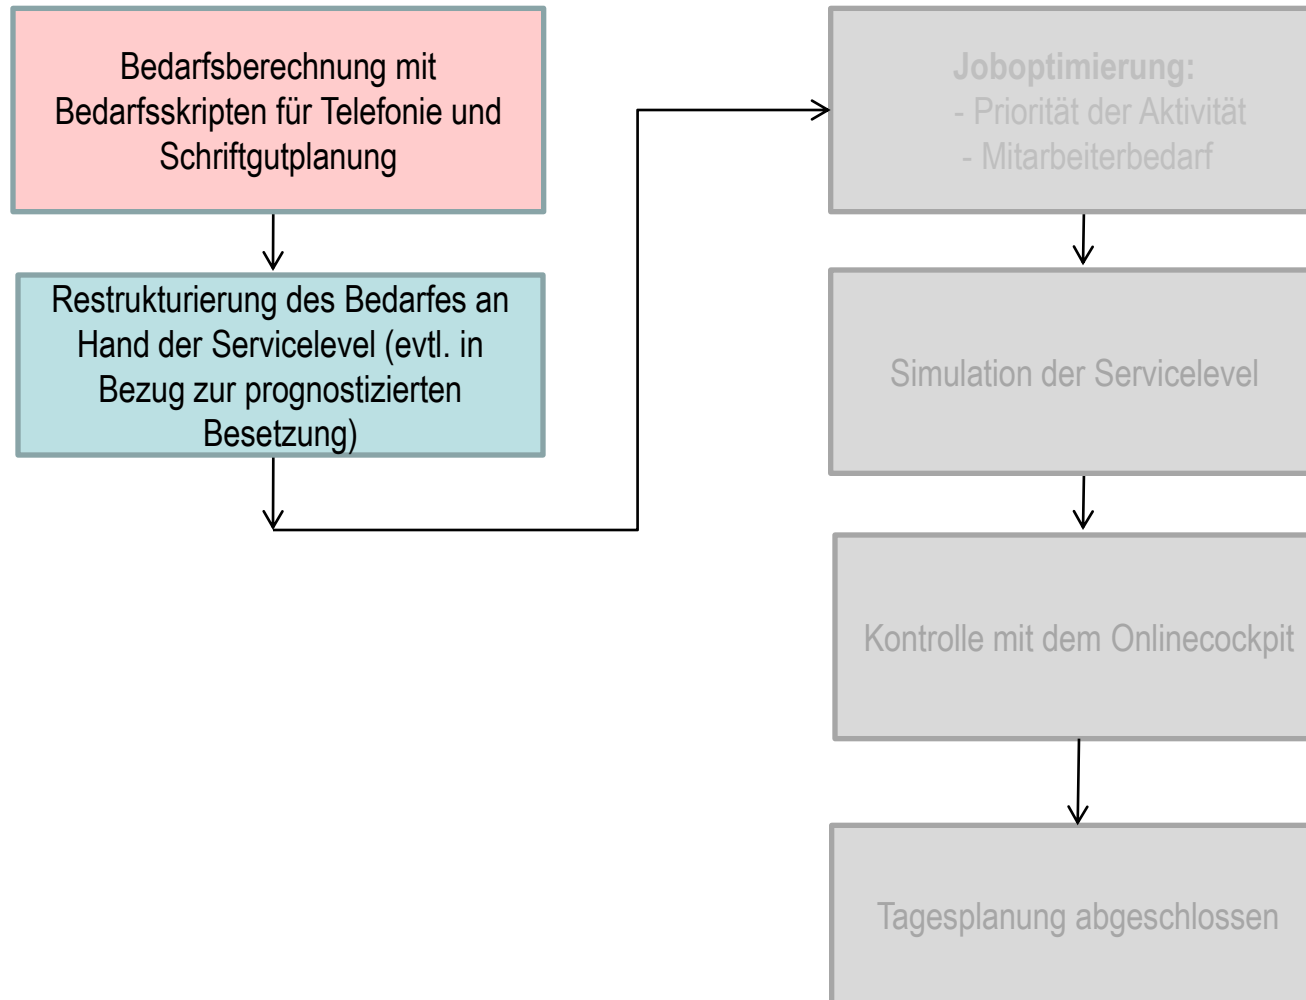 Bedarfsberechnung mit
Bedarfsskripten für Telefonie und
Schriftgutplanung
Restrukturierung des Bedarfes an
Hand der Servicelevel (evtl. in
Bezug zur prognostizierten
Besetzung)
Joboptimierung:
- Priorität der Aktivität
- Mitarbeiterbedarf
Simulation der Servicelevel
Kontrolle mit dem Onlinecockpit
Tagesplanung abgeschlossen